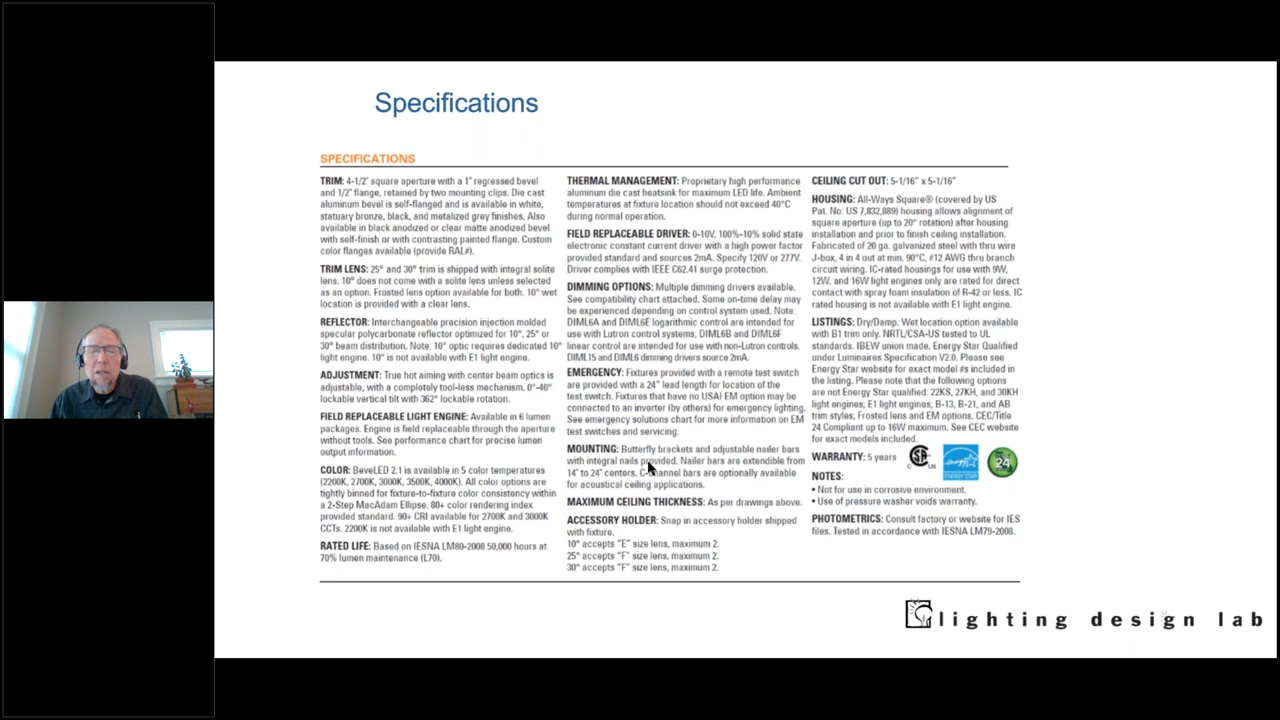 Specifications
SPECIFICATIONS
TRIM: 4-1/2" square aperture with a 1" regressed bevel
and 1/2" flange, retained by two mounting clips. Die cast
aluminum bevel is self-flanged and is available in white,
statuary bronze, black, and metalized grey finishes. Also
available in black anodized or clear matte anodized bevel
with self-finish or with contrasting painted flange. Custom
color flanges available (provide RAL#).
TRIM LENS: 25° and 30° trim is shipped with integral solite
lens. 10° does not come with a solite lens unless selected
as an option. Frosted lens option available for both. 10° wet
location is provided with a clear lens.
REFLECTOR: Interchangeable precision injection molded
specular polycarbonate reflector optimized for 10°, 25° or
30° beam distribution. Note: 10° optic requires dedicated 10°
light engine. 10° is not available with E1 light engine.
ADJUSTMENT: True hot aiming with center beam optics is
adjustable, with a completely tool-less mechanism. 0°-40°
lockable vertical tilt with 362° lockable rotation.
FIELD REPLACEABLE LIGHT ENGINE: Available in 6 lumen
packages. Engine is field replaceable through the aperture
without tools. See performance chart for precise lumen
output information.
COLOR: BeveLED 2.1 is available in 5 color temperatures
(2200K, 2700K, 3000K, 3500K, 4000K). All color options are
tightly binned for fixture-to-fixture color consistency within
a 2-Step MacAdam Ellipse. 80+ color rendering index
provided standard. 90+ CRI available for 2700K and 3000K
CCTs. 2200K is not available with E1 light engine.
RATED LIFE: Based on IESNA LM80-2008 50,000 hours at
70% lumen maintenance (L70).
THERMAL MANAGEMENT: Proprietary high performance
aluminum die cast heatsink for maximum LED life. Ambient
temperatures at fixture location should not exceed 40°C
during normal operation.
FIELD REPLACEABLE DRIVER: 0-10V, 100%-10% solid state
electronic constant current driver with a high power factor
provided standard and sources 2mA. Specify 120V or 277V.
Driver complies with IEEE C62.41 surge protection.
DIMMING OPTIONS: Multiple dimming drivers available.
See compatibility chart attached. Some on-time delay may
be experienced depending on control system used. Note:
DIML6A and DIML6E logarithmic control are intended for
use with Lutron control systems; DIML6B and DIML6F
linear control are intended for use with non-Lutron controls.
DIML15 and DIML6 dimming drivers source 2mA.
EMERGENCY: Fixtures provided with a remote test switch
are provided with a 24" lead length for location of the
test switch. Fixtures that have no USAI EM option may be
connected to an inverter (by others) for emergency lighting.
See emergency solutions chart for more information on EM
test switches and servicing.
MOUNTING: Butterfly brackets and adjustable nailer bars
with integral nails provided. Nailer bars are extendible from
14" to 24" centers. C-channel bars are optionally available
for acoustical ceiling applications.
MAXIMUM CEILING THICKNESS: As per drawings above.
ACCESSORY HOLDER: Snap in accessory holder shipped
with fixture.
10° accepts "E" size lens, maximum 2.
25° accepts "F" size lens, maximum 2.
30° accepts "F" size lens, maximum 2.
CEILING CUT OUT: 5-1/16" x 5-1/16"
HOUSING: All-Ways Square® (covered by US
Pat. No: US 7,832,889) housing allows alignment of
square aperture (up to 20° rotation) after housing
installation and prior to finish ceiling installation.
Fabricated of 20 ga. galvanized steel with thru wire
J-box, 4 in 4 out at min. 90°C, #12 AWG thru branch
circuit wiring. IC-rated housings for use with 9W,
12W, and 16W light engines only are rated for direct
contact with spray foam insulation of R-42 or less. IC
rated housing is not available with E1 light engine.
LISTINGS: Dry/Damp. Wet location option available
with B1 trim only. NRTL/CSA-US tested to UL
standards. IBEW union made. Energy Star Qualified
under Luminaires Specification V2.0. Please see
Energy Star website for exact model #s included in
the listing. Please note that the following options
are not Energy Star qualified: 22KS, 27KH, and 30KH
light engines; E1 light engines; B-13, B-21, and AB
trim styles; Frosted lens and EM options. CEC/Title
24 Compliant up to 16W maximum. See CEC website
for exact models included.
WARRANTY: 5 years
C US
ENERGY STAR
24
NOTES:
• Not for use in corrosive environment.
• Use of pressure washer voids warranty.
PHOTOMETRICS: Consult factory or website for IES
files. Tested in accordance with IESNA LM79-2008.
lighting design lab